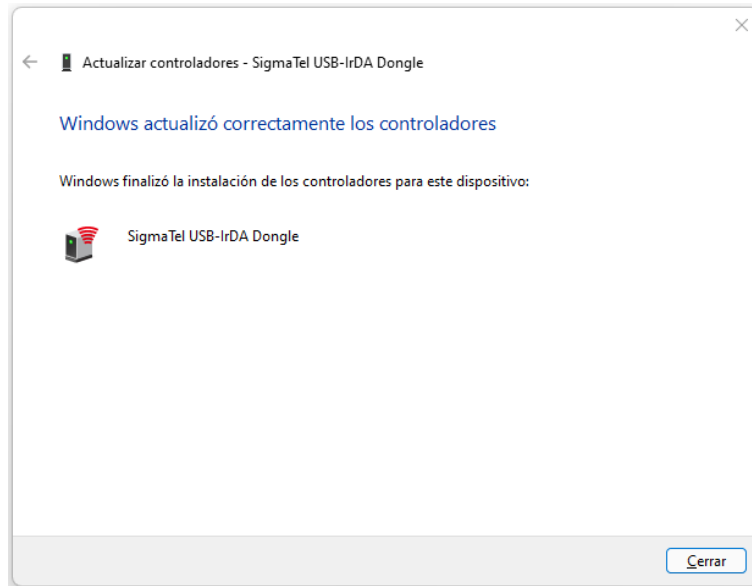 Actualizar controladores - SigmaTel USB-IrDA Dongle
Windows actualizó correctamente los controladores
Windows finalizó la instalación de los controladores para este dispositivo:
SigmaTel USB-IrDA Dongle
Cerrar